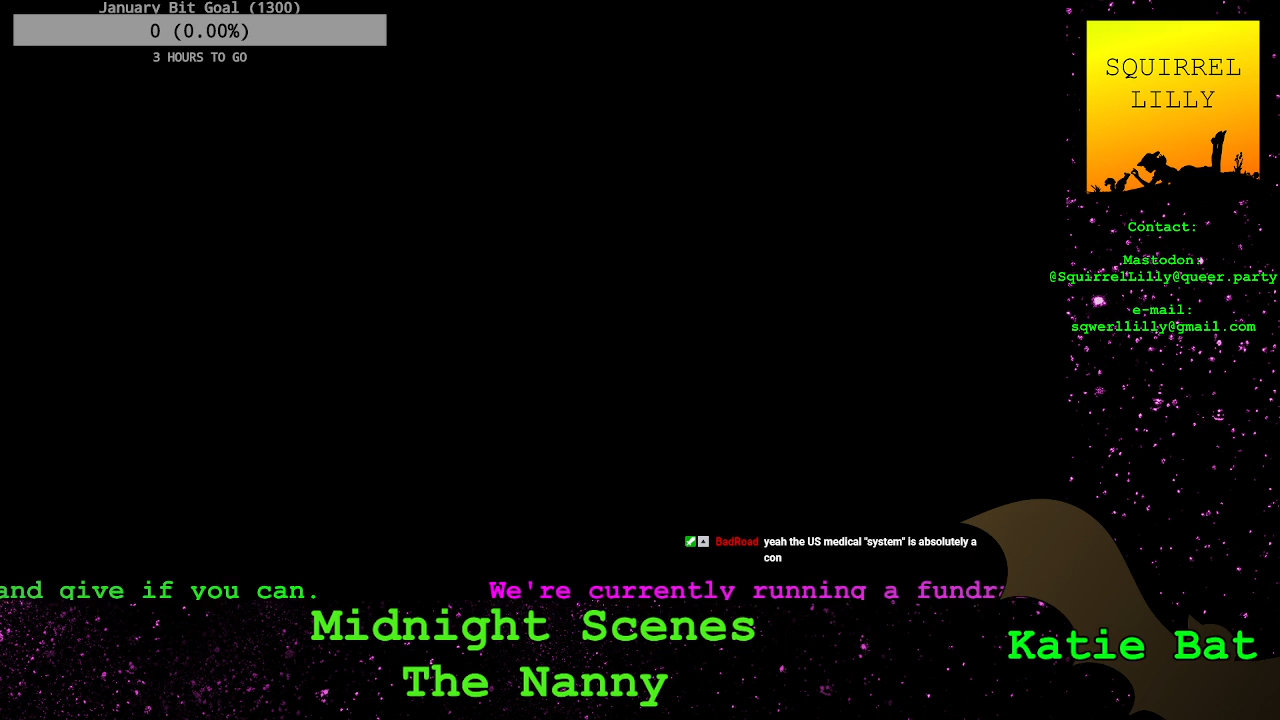 January Bit Goal (1300)
0 (0.00%)
3 HOURS TO GO
SQUIRREL
LILLY
Contact:
Mastodon:
@SquirrelLilly@queer.party
e-mail:
sqwerllilly@gmail.com
BadRoad yeah the US medical "system" is absolutely a
con
and give if you can. We're currently running a fundr
Midnight Scenes
The Nanny
Katie Bat